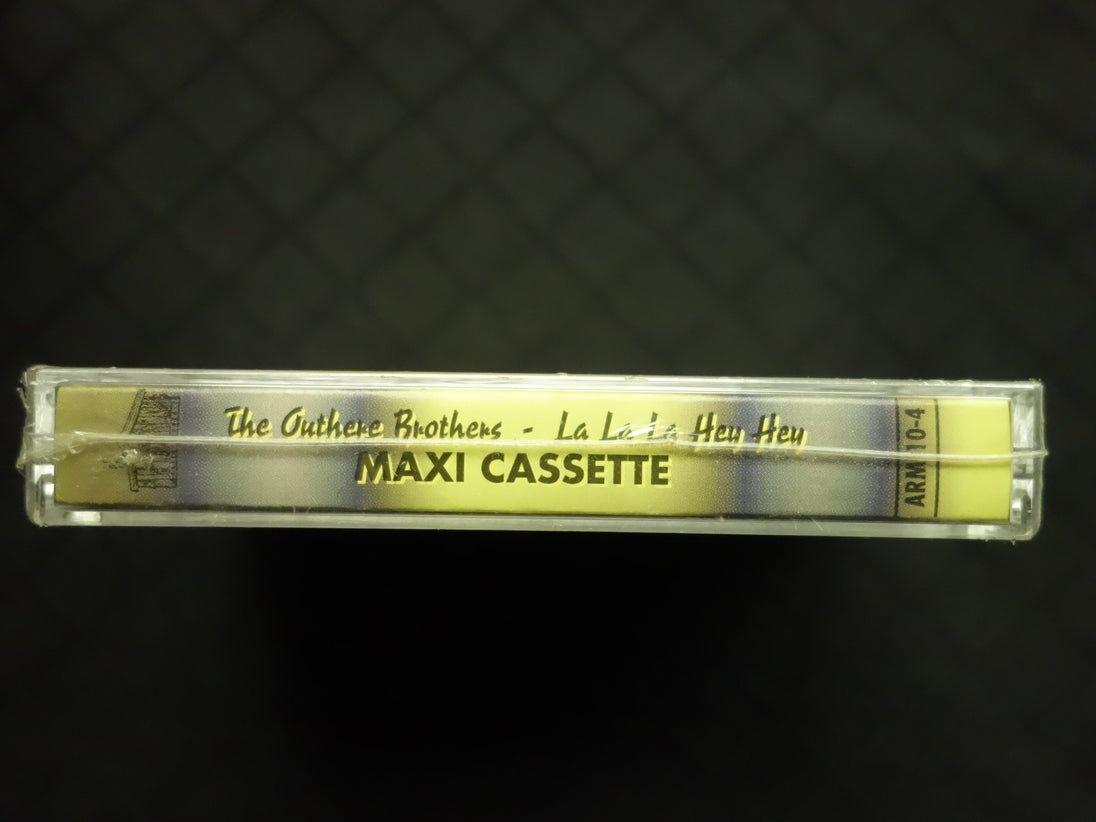 The Outhere Brothers - La La La Hey Hey
MAXI CASSETTE
ARM 10-4